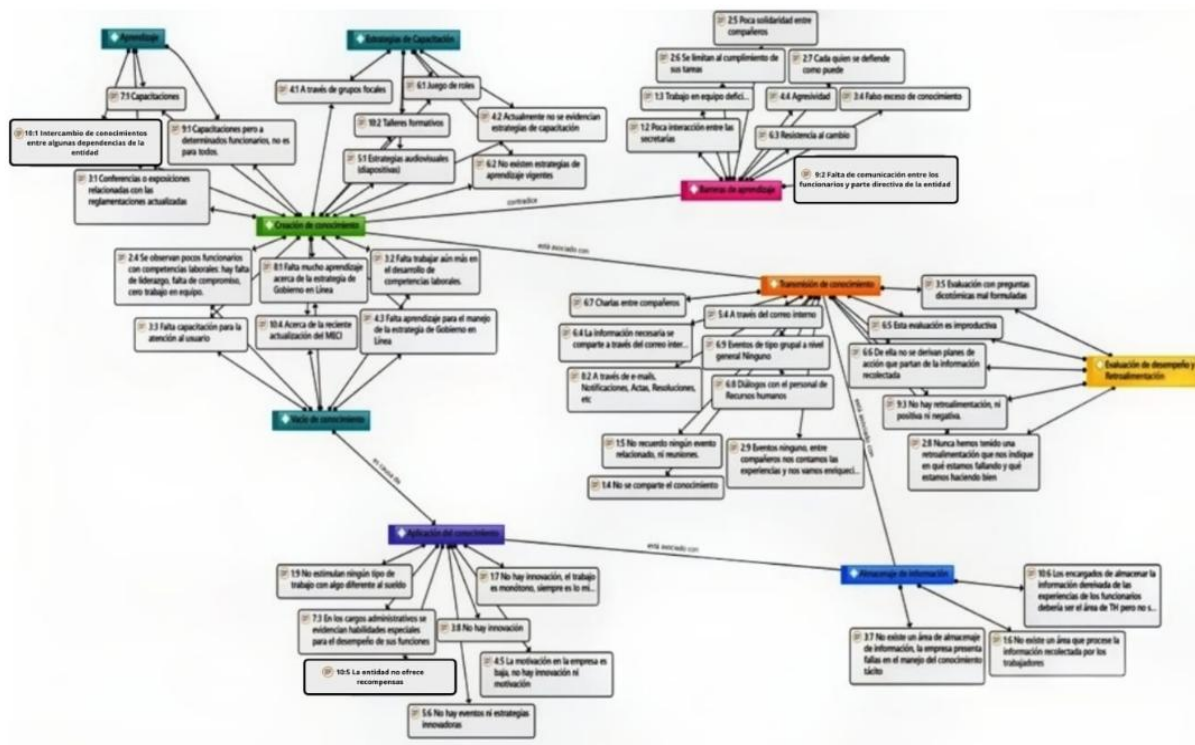 Aprendizaje
7:1 Capacitaciones
10:1 Intercambio de conocimientos
entre algunas dependencias de la
entidad
9:1 Capacitaciones pero a
determinados funcionarios, no es
para todos.
3:1 Conferencias o exposiciones
relacionadas con las
reglamentaciones actualizadas
Estrategias de Capacitación
4:1 A través de grupos focales
6:1 Juego de roles
10:2 Talleres formativos
4:2 Actualmente no se evidencian
estrategias de capacitación
5:1 Estrategias audiovisuales
(diapositivas)
6:2 No existen estrategias de
aprendizaje vigentes
2:5 Poca solidaridad entre
compañeros
2:6 Se limitan al cumplimiento de
sus tareas
2:7 Cada quien se defiende
como puede
1:3 Trabajo en equipo defici...
4:4 Agresividad
3:4 Falso exceso de conocimiento
1:2 Poca interacción entre las
secretarías
6:3 Resistencia al cambio
9:2 Falta de comunicación entre los
funcionarios y parte directiva de la entidad
Barreras de aprendizaje
contradice
Creación de conocimiento
está asociado con
2:4 Se observan pocos funcionarios
con competencias laborales: hay falta
de liderazgo, falta de compromiso,
cero trabajo en equipo.
8:1 Falta mucho aprendizaje
acerca de la estrategia de
Gobierno en Línea
3:2 Falta trabajar aún más en
el desarrollo de
competencias laborales.
3:3 Falta capacitación para la
atención al usuario
10:4 Acerca de la reciente
actualización del MECI
4:3 Falta aprendizaje para el manejo
de la estrategia de Gobierno en
Línea
Vacío de conocimiento
es causa de
Transmisión de conocimiento
3:5 Evaluación con preguntas
dicotómicas mal formuladas
6:7 Charlas entre compañeros
5:4 A través del correo interno
6:5 Esta evaluación es improductiva
6:4 La información necesaria se
comparte a través del correo inter...
6:9 Eventos de tipo grupal a nivel
general Ninguno
6:6 De ella no se derivan planes de
acción que partan de la información
recolectada
Evaluación de desempeño y
Retroalimentación
8:2 A través de e-mails,
Notificaciones, Actas, Resoluciones,
etc
6:8 Diálogos con el personal de
Recursos humanos
9:3 No hay retroalimentación, ni
positiva ni negativa.
1:5 No recuerdo ningún evento
relacionado, ni reuniones.
2:9 Eventos ninguno, entre
compañeros nos contamos las
experiencias y nos vamos enriqueci...
2:8 Nunca hemos tenido una
retroalimentación que nos indique
en qué estamos fallando y qué
estamos haciendo bien
1:4 No se comparte el conocimiento
está asociado con
Aplicación del conocimiento
está asociado con
Almacenaje de información
1:9 No estimulan ningún tipo de
trabajo con algo diferente al sueldo
1:7 No hay innovación, el trabajo
es monótono, siempre es lo mi...
7:3 En los cargos administrativos se
evidencian habilidades especiales
para el desempeño de sus funciones
3:8 No hay innovación
10:5 La entidad no ofrece
recompensas
4:5 La motivación en la empresa es
baja, no hay innovación ni
motivación
5:6 No hay eventos ni estrategias
innovadoras
10:6 Los encargados de almacenar la
información derivada de las
experiencias de los funcionarios
debería ser el área de TH pero no s...
3:7 No existe un área de almacenaje
de información, la empresa presenta
fallas en el manejo del conocimiento
tácito
1:6 No existe un área que procese la
información recolectada por los
trabajadores